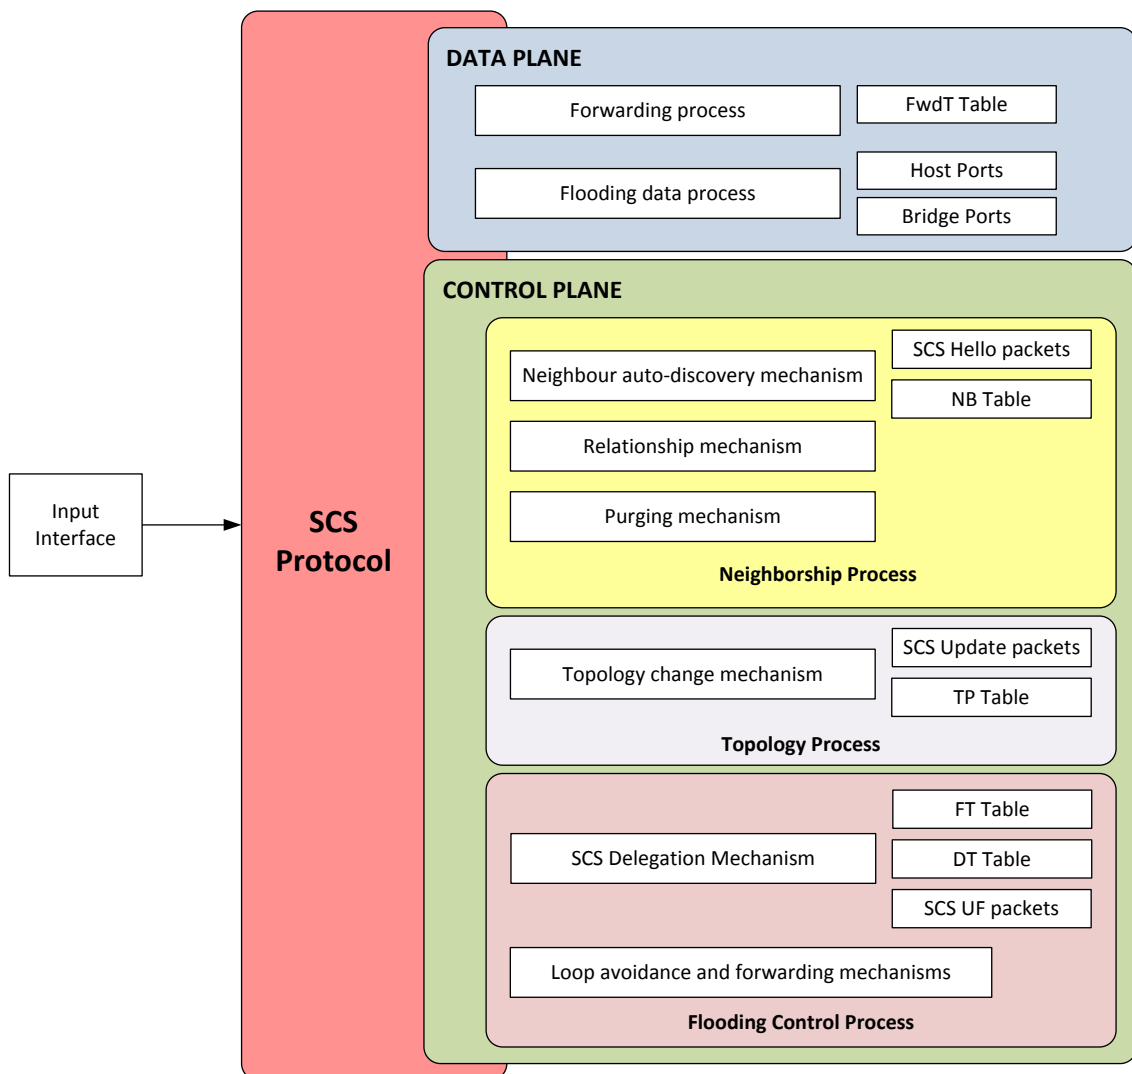 DATA PLANE
Forwarding process
FwdT Table
Flooding data process
Host Ports
Bridge Ports
CONTROL PLANE
Neighbour auto-discovery mechanism
SCS Hello packets
NB Table
Relationship mechanism
Purging mechanism
Neighborship Process
Input
Interface
SCS
Protocol
Topology change mechanism
SCS Update packets
TP Table
Topology Process
SCS Delegation Mechanism
FT Table
DT Table
SCS UF packets
Loop avoidance and forwarding mechanisms
Flooding Control Process